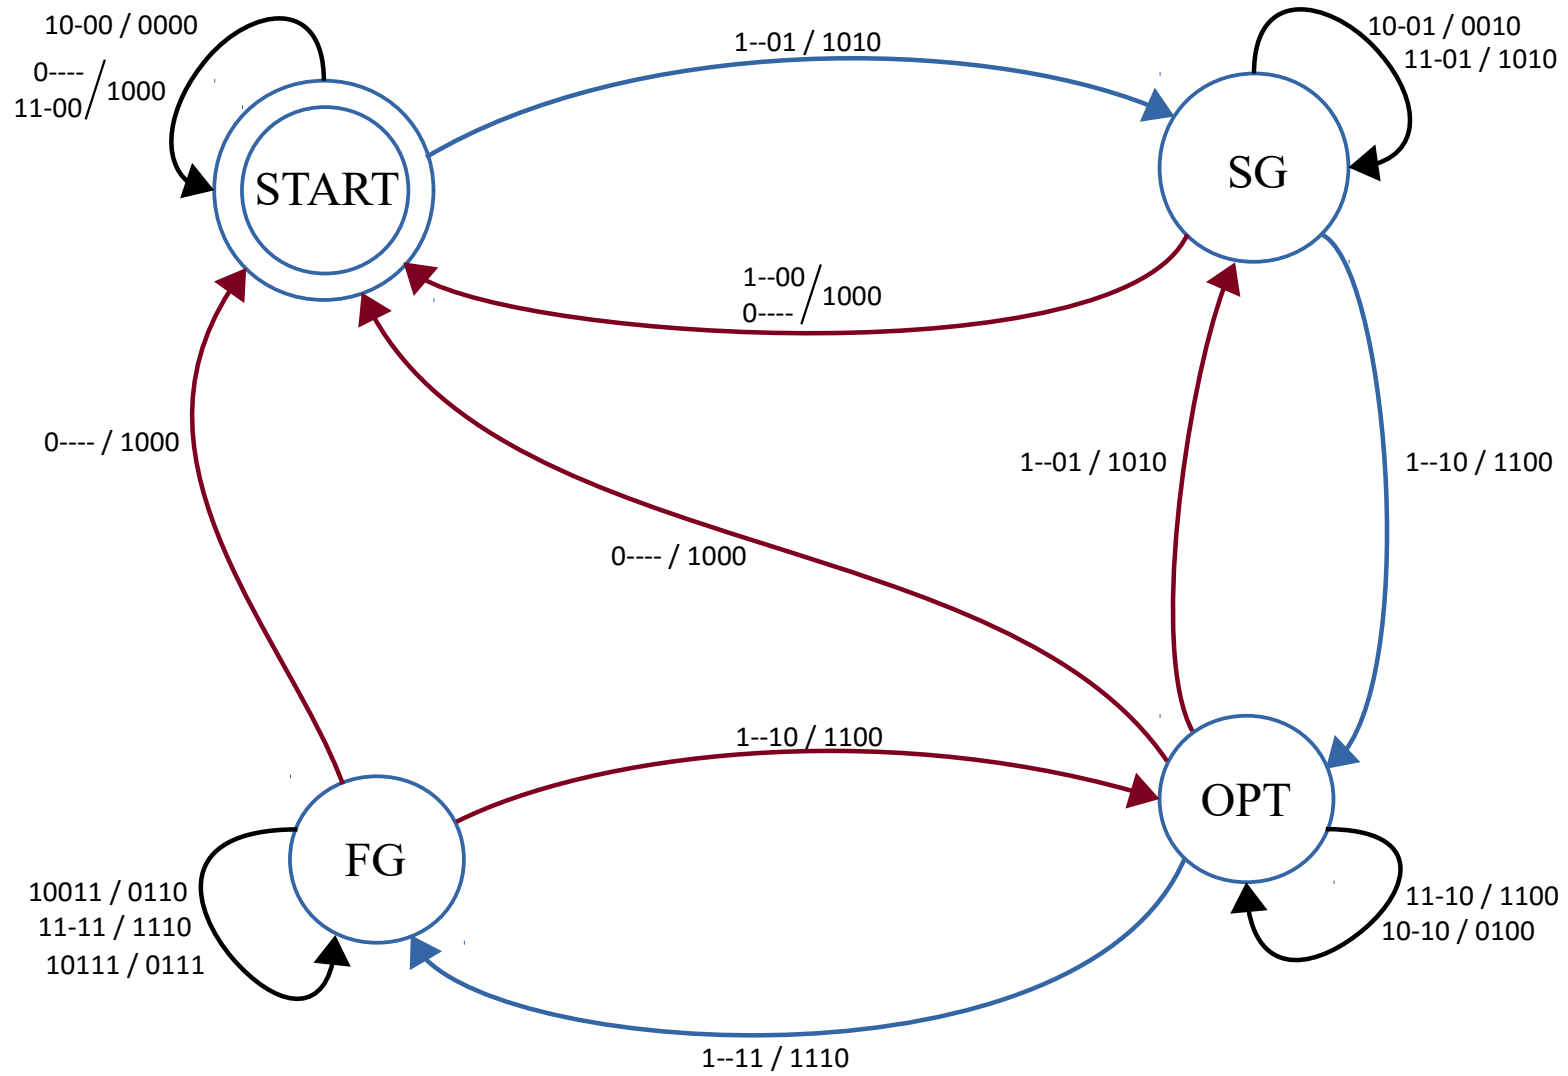 10-00 / 0000
0----
11-00 / 1000
1--01 / 1010
10-01 / 0010
11-01 / 1010
START
SG
1--00
0---- / 1000
0---- / 1000
1--01 / 1010
1--10 / 1100
0---- / 1000
1--10 / 1100
OPT
FG
10011 / 0110
11-11 / 1110
10111 / 0111
11-10 / 1100
10-10 / 0100
1--11 / 1110